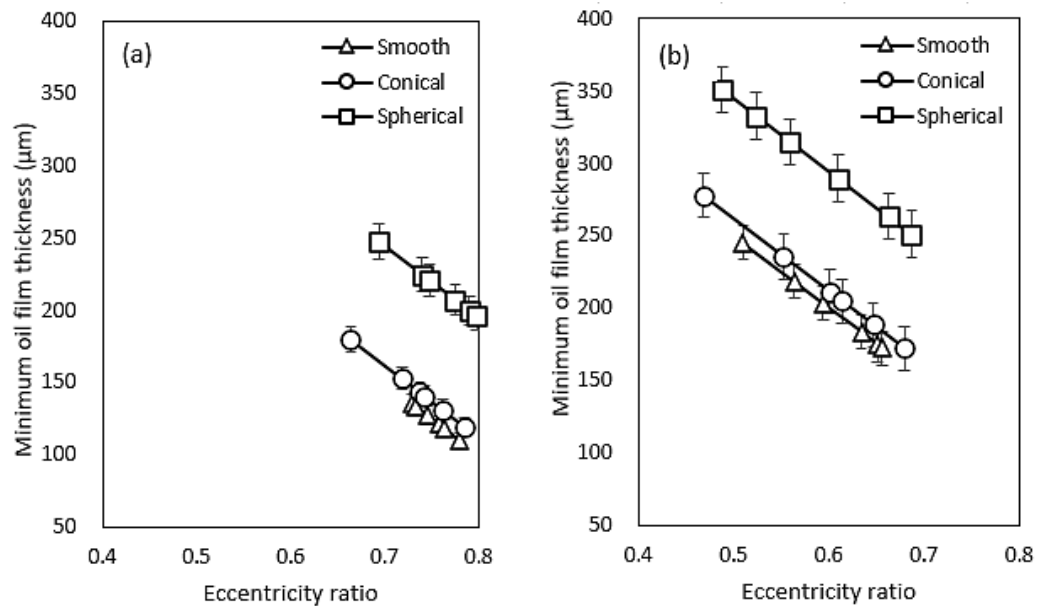 (a)
Smooth
Conical
Spherical
Minimum oil film thickness (μm)
400
350
300
250
200
150
100
50
0.4 0.5 0.6 0.7 0.8
Eccentricity ratio
(b)
Smooth
Conical
Spherical
Minimum oil film thickness (μm)
400
350
300
250
200
150
100
50
0.4 0.5 0.6 0.7 0.8
Eccentricity ratio